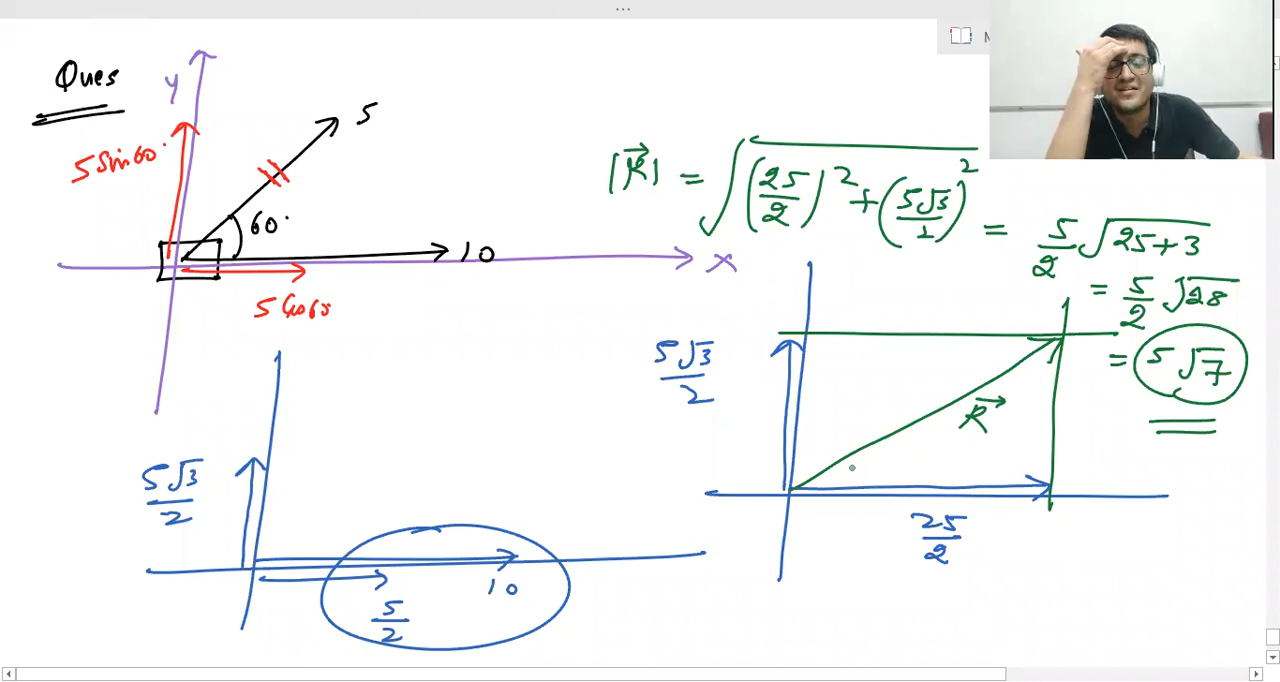 Ques
y
5
5 Sin 60°
60°
10
x
5 Cos 60
|R⃗| = √((25/2)² + (5√3/2)²) = 5/2 √(25+3)
= 5/2 √28
= 5√7
5√3/2
10
5/2
5√3/2
R⃗
25/2